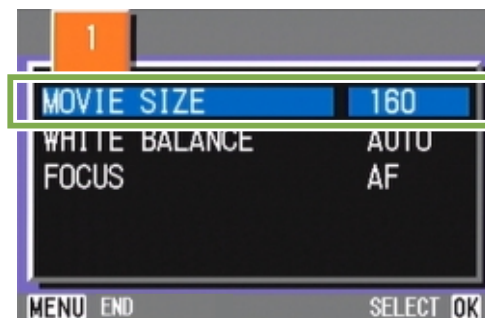 1
MOVIE SIZE 160
WHITE BALANCE AUTO
FOCUS AF
MENU END SELECT OK